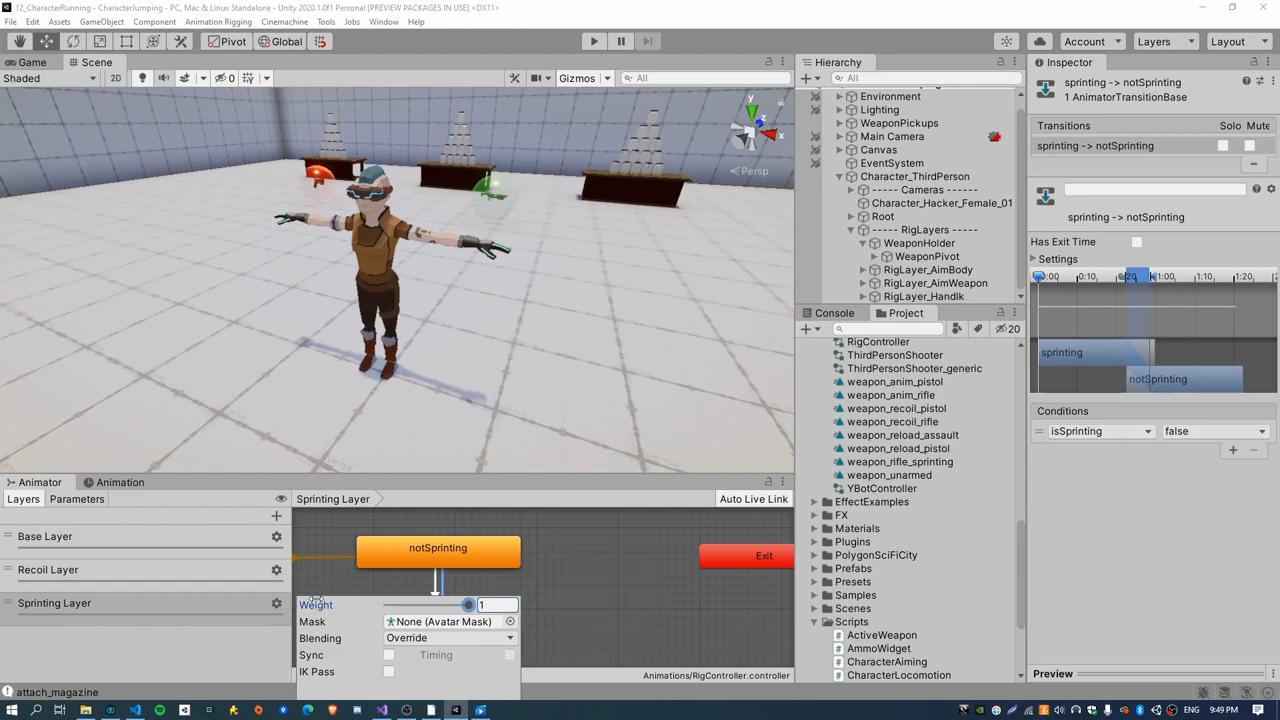 12_CharacterRunning - CharacterJumping - PC, Mac & Linux Standalone - Unity 2020.1.0f1 Personal [PREVIEW PACKAGES IN USE] <DX11>
File Edit Assets GameObject Component Animation Rigging Cinemachine Tools Jobs Window Help
Pivot Global Account Layers Layout
Game Scene
Shaded 2D 0 Gizmos All
y
z
x
Persp
Hierarchy
All
Environment
Lighting
WeaponPickups
Main Camera
Canvas
EventSystem
Character_ThirdPerson
----- Cameras ------
Character_Hacker_Female_01
Root
----- RigLayers -----
WeaponHolder
WeaponPivot
RigLayer_AimBody
RigLayer_AimWeapon
RigLayer_HandIk
Console Project
20
RigController
ThirdPersonShooter
ThirdPersonShooter_generic
weapon_anim_pistol
weapon_anim_rifle
weapon_recoil_pistol
weapon_recoil_rifle
weapon_reload_assault
weapon_reload_pistol
weapon_rifle_sprinting
weapon_unarmed
YBotController
EffectExamples
FX
Materials
Plugins
PolygonSciFiCity
Prefabs
Presets
Samples
Scenes
Scripts
ActiveWeapon
AmmoWidget
CharacterAiming
CharacterLocomotion
Inspector
sprinting -> notSprinting
1 AnimatorTransitionBase
Transitions Solo Mute
sprinting -> notSprinting
sprinting -> notSprinting
Has Exit Time
Settings
0:10 1:00 1:10 1:20
sprinting
notSprinting
Conditions
isSprinting false
Preview
Animator Animation
Layers Parameters Sprinting Layer Auto Live Link
Base Layer
Recoil Layer
Sprinting Layer
notSprinting
Exit
Weight 1
Mask None (Avatar Mask)
Blending Override
Sync Timing
IK Pass
Animations/RigController.controller
attach_magazine
ENG 9:49 PM